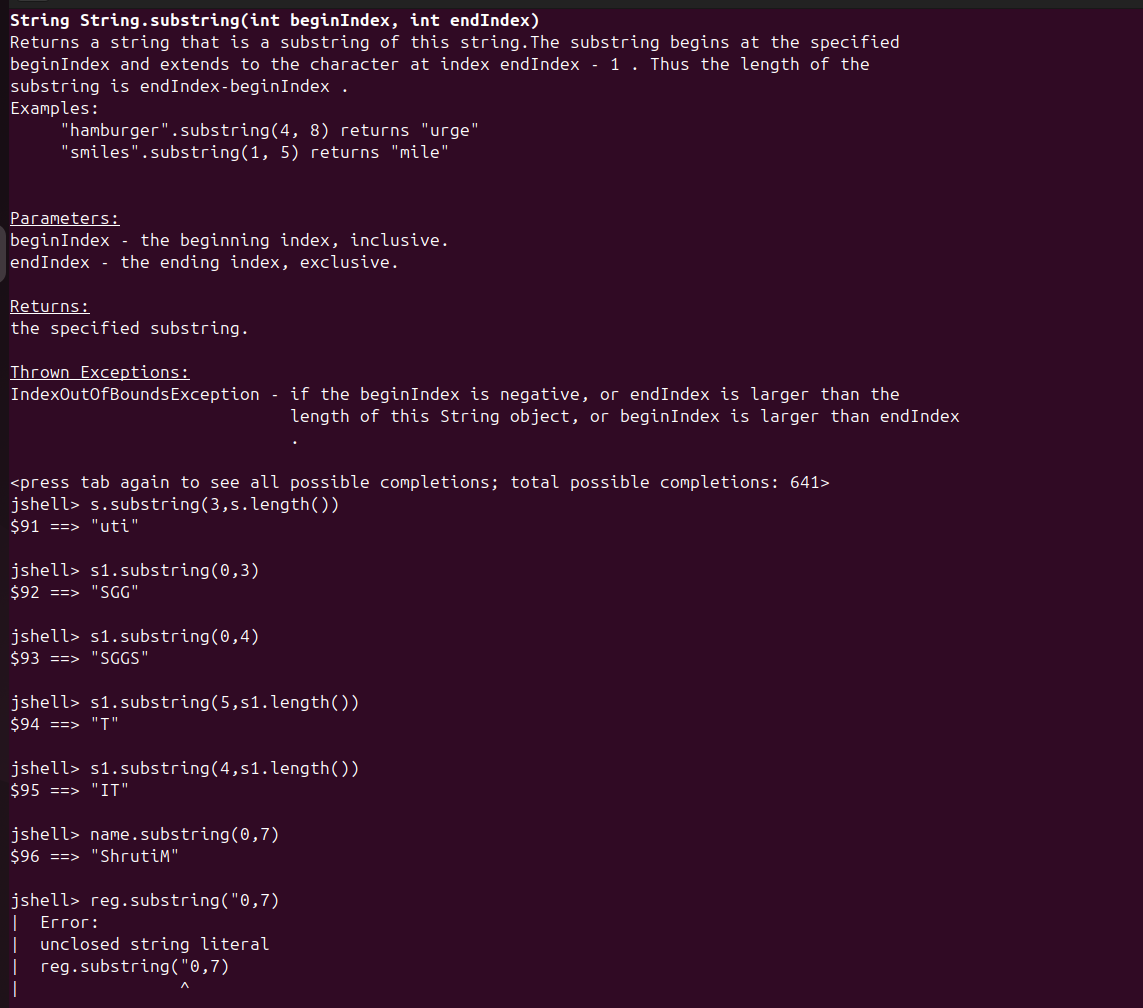 String String.substring(int beginIndex, int endIndex)
Returns a string that is a substring of this string.The substring begins at the specified
beginIndex and extends to the character at index endIndex - 1 . Thus the length of the
substring is endIndex-beginIndex .
Examples:
     "hamburger".substring(4, 8) returns "urge"
     "smiles".substring(1, 5) returns "mile"

Parameters:
beginIndex - the beginning index, inclusive.
endIndex - the ending index, exclusive.

Returns:
the specified substring.

Thrown Exceptions:
IndexOutOfBoundsException - if the beginIndex is negative, or endIndex is larger than the
                            length of this String object, or beginIndex is larger than endIndex
                            .

<press tab again to see all possible completions; total possible completions: 641>
jshell> s.substring(3,s.length())
$91 ==> "uti"

jshell> s1.substring(0,3)
$92 ==> "SGG"

jshell> s1.substring(0,4)
$93 ==> "SGGS"

jshell> s1.substring(5,s1.length())
$94 ==> "T"

jshell> s1.substring(4,s1.length())
$95 ==> "IT"

jshell> name.substring(0,7)
$96 ==> "ShrutiM"

jshell> reg.substring("0,7)
|  Error:
|  unclosed string literal
|  reg.substring("0,7)
|                ^